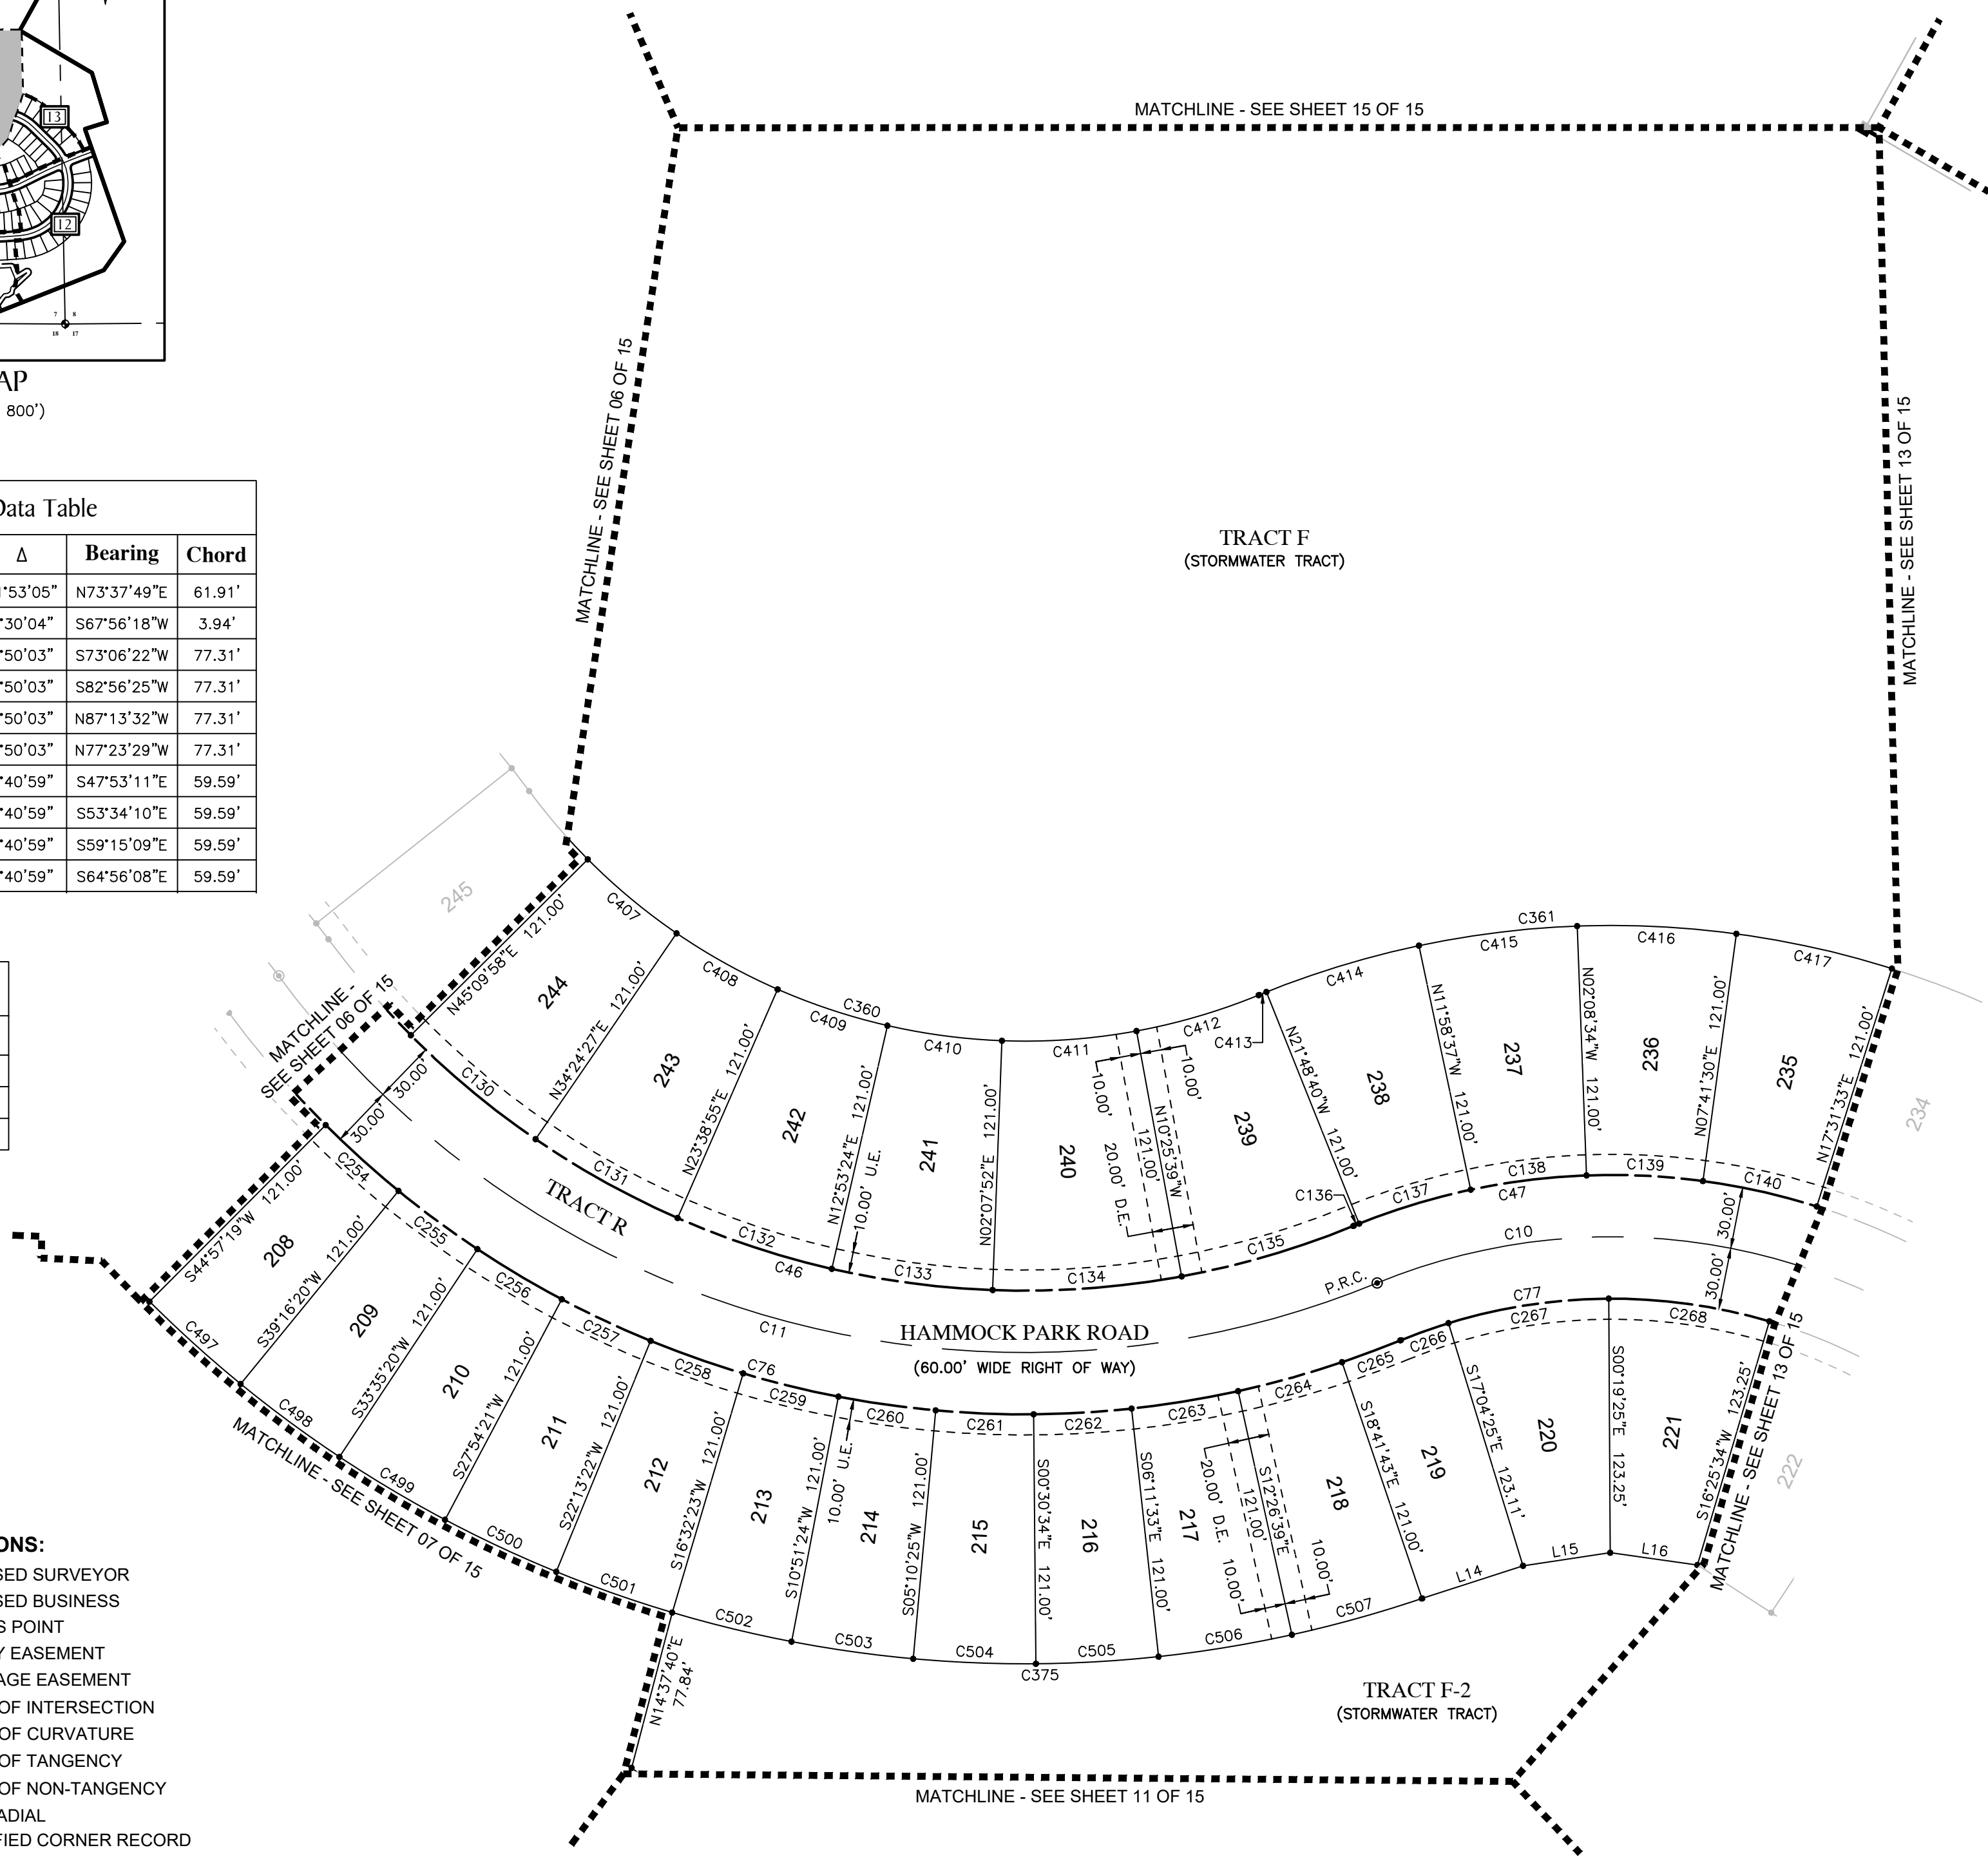 13
12
7 8
18 17
AP
800')
MATCHLINE - SEE SHEET 15 OF 15
MATCHLINE - SEE SHEET 06 OF 15
MATCHLINE - SEE SHEET 13 OF 15
TRACT F
(STORMWATER TRACT)
Data Table
Δ Bearing Chord
°53'05" N73°37'49"E 61.91'
°30'04" S67°56'18"W 3.94'
°50'03" S73°06'22"W 77.31'
°50'03" S82°56'25"W 77.31'
°50'03" N87°13'32"W 77.31'
°50'03" N77°23'29"W 77.31'
°40'59" S47°53'11"E 59.59'
°40'59" S53°34'10"E 59.59'
°40'59" S59°15'09"E 59.59'
°40'59" S64°56'08"E 59.59'
245
C407
C408
C360
C409
C410
C411
C412
C413
C414
C361
C415
C416
C417
N45°09'58"E 121.00'
244
N34°24'27"E 121.00'
243
N23°38'55"E 121.00'
242
N12°53'24"E 121.00'
10.00' U.E.
241
N02°07'52"E 121.00'
240
10.00'
20.00' D.E.
121.00'
N10°25'39"W
10.00'
239
N21°48'40"W 121.00'
238
N11°58'37"W 121.00'
237
N02°08'34"W 121.00'
236
N07°41'30"E 121.00'
235
N17°31'33"E 121.00'
234
MATCHLINE -
SEE SHEET 06 OF 15
30.00'
30.00'
C130
C131
C132
C46
C133
C134
C135
C136
C137
C47
C138
C139
C140
30.00'
30.00'
TRACT R
C11
HAMMOCK PARK ROAD
(60.00' WIDE RIGHT OF WAY)
P.R.C.
C10
C254
C255
C256
C257
C258
C76
C259
C260
C261
C262
C263
C264
C265
C266
C77
C267
C268
S44°57'19"W 121.00'
208
S39°16'20"W 121.00'
209
S33°35'20"W 121.00'
210
S27°54'21"W 121.00'
211
S22°13'22"W 121.00'
212
S16°32'23"W 121.00'
213
S10°51'24"W 121.00'
10.00' U.E.
214
S05°10'25"W 121.00'
215
S00°30'34"E 121.00'
216
S06°11'33"E 121.00'
217
20.00' D.E.
10.00'
121.00'
S12°26'39"E
10.00'
218
S18°41'43"E 121.00'
219
S17°04'25"E 123.11'
220
S00°19'25"E 123.25'
221
S16°25'34"W 123.25'
MATCHLINE - SEE SHEET 13 OF 15
222
C497
C498
C499
C500
C501
C502
C503
C504
C375
C505
C506
C507
L14
L15
L16
MATCHLINE - SEE SHEET 07 OF 15
N14°37'40"E
77.84'
TRACT F-2
(STORMWATER TRACT)
MATCHLINE - SEE SHEET 11 OF 15
ONS:
SED SURVEYOR
SED BUSINESS
S POINT
Y EASEMENT
AGE EASEMENT
OF INTERSECTION
OF CURVATURE
OF TANGENCY
OF NON-TANGENCY
ADIAL
FIED CORNER RECORD